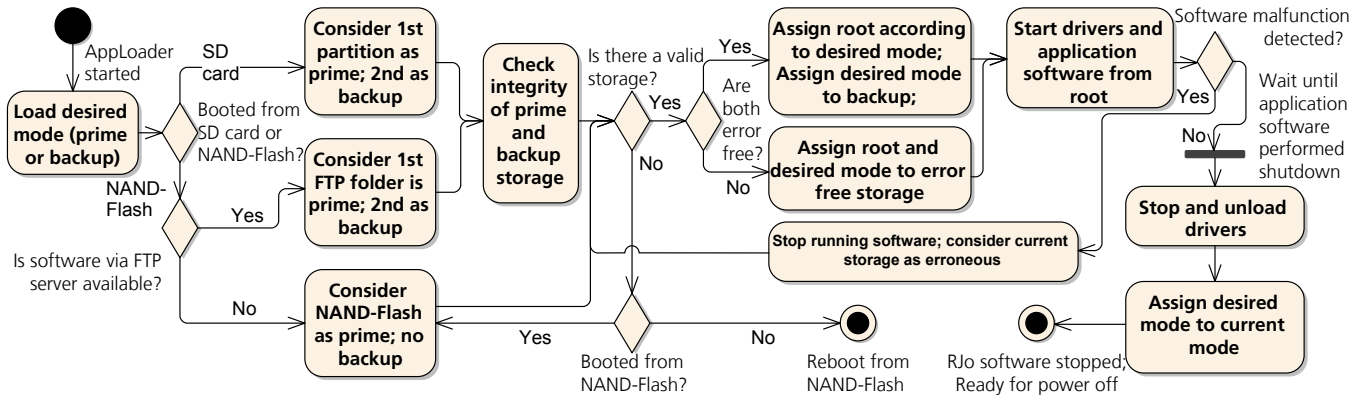 AppLoader
started
Load desired
mode (prime
or backup)
SD
card
Booted from
SD card or
NAND-Flash?
NAND-
Flash
Is software via FTP
server available?
Yes
No
Consider 1st
partition as
prime; 2nd as
backup
Consider 1st
FTP folder is
prime; 2nd as
backup
Consider
NAND-Flash
as prime; no
backup
Check
integrity
of prime
and
backup
storage
Is there a valid
storage?
Yes
No
Are
both
error
free?
Yes
No
Assign root according
to desired mode;
Assign desired mode
to backup;
Assign root and
desired mode to error
free storage
Start drivers and
application
software from
root
Software malfunction
detected?
Yes
No
Wait until
application
software
performed
shutdown
Stop running software; consider current
storage as erroneous
Stop and unload
drivers
Assign desired
mode to current
mode
Yes
No
Booted from
NAND-Flash?
Reboot from
NAND-Flash
RJo software stopped;
Ready for power off